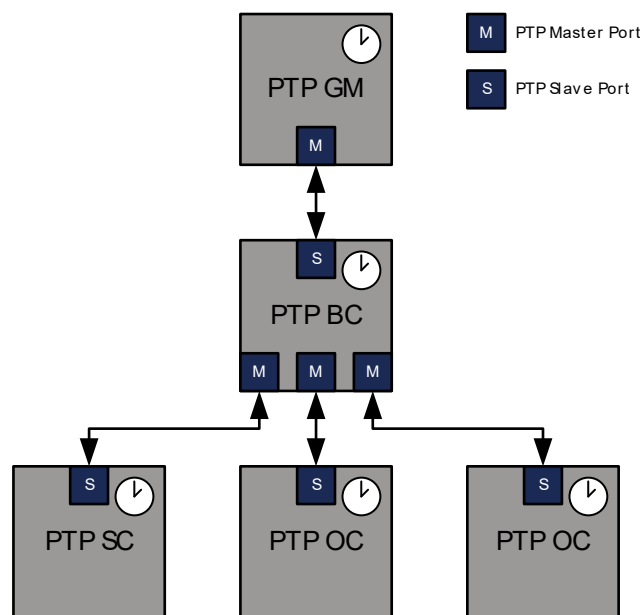 M PTP Master Port
PTP GM
S PTP Slave Port
M
S
PTP BC
M M M
S S S
PTP SC PTP OC PTP OC